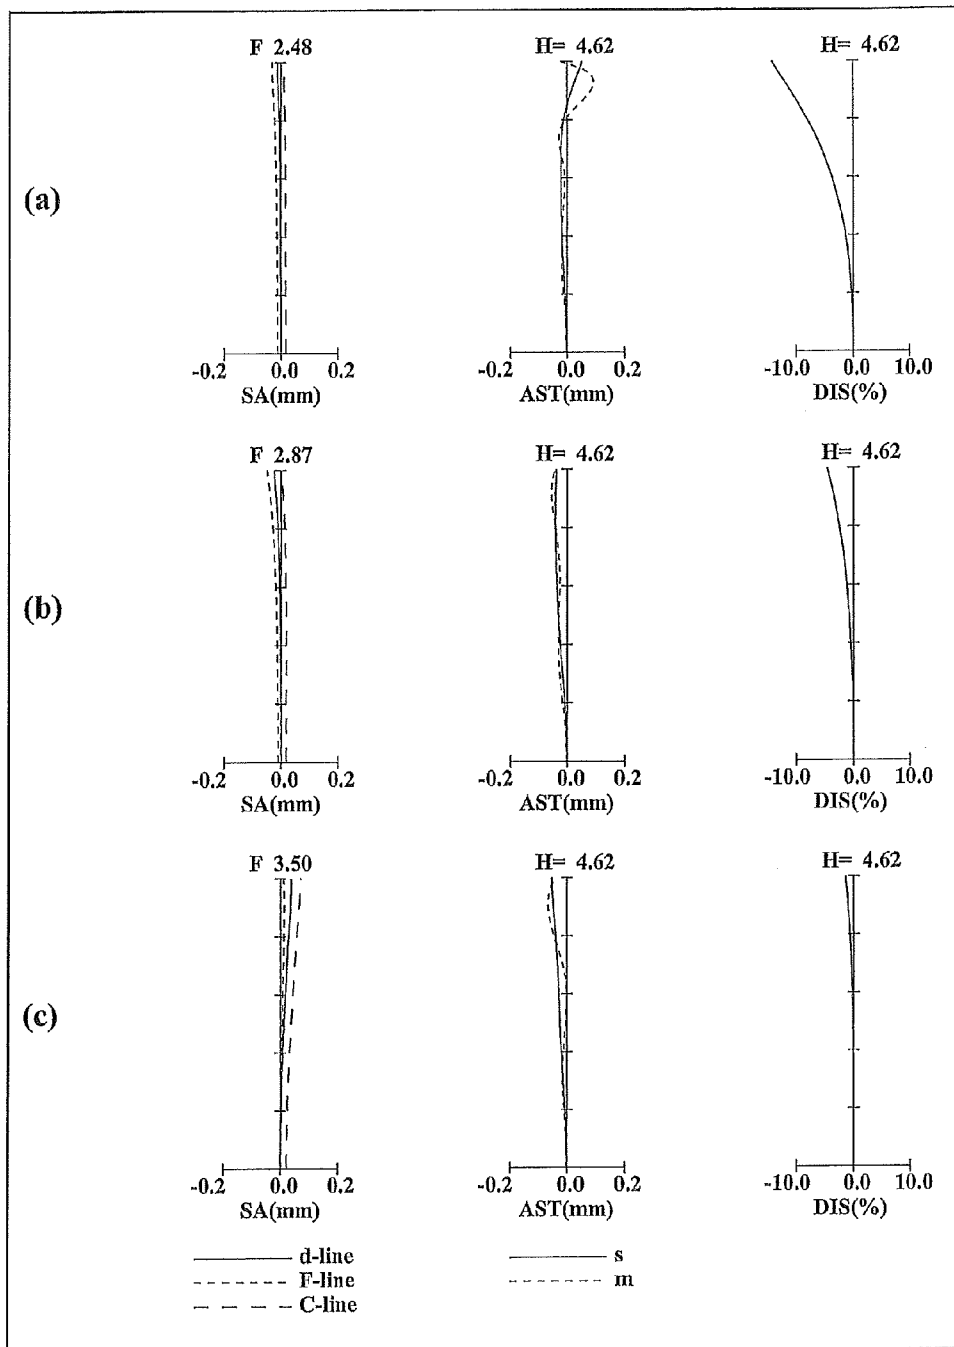 F 2.48 H= 4.62 H= 4.62
(a)
-0.2 0.0 0.2 -0.2 0.0 0.2 -10.0 0.0 10.0
SA(mm) AST(mm) DIS(%)
F 2.87 H= 4.62 H= 4.62
(b)
-0.2 0.0 0.2 -0.2 0.0 0.2 -10.0 0.0 10.0
SA(mm) AST(mm) DIS(%)
F 3.50 H= 4.62 H= 4.62
(c)
-0.2 0.0 0.2 -0.2 0.0 0.2 -10.0 0.0 10.0
SA(mm) AST(mm) DIS(%)
d-line s
F-line m
C-line